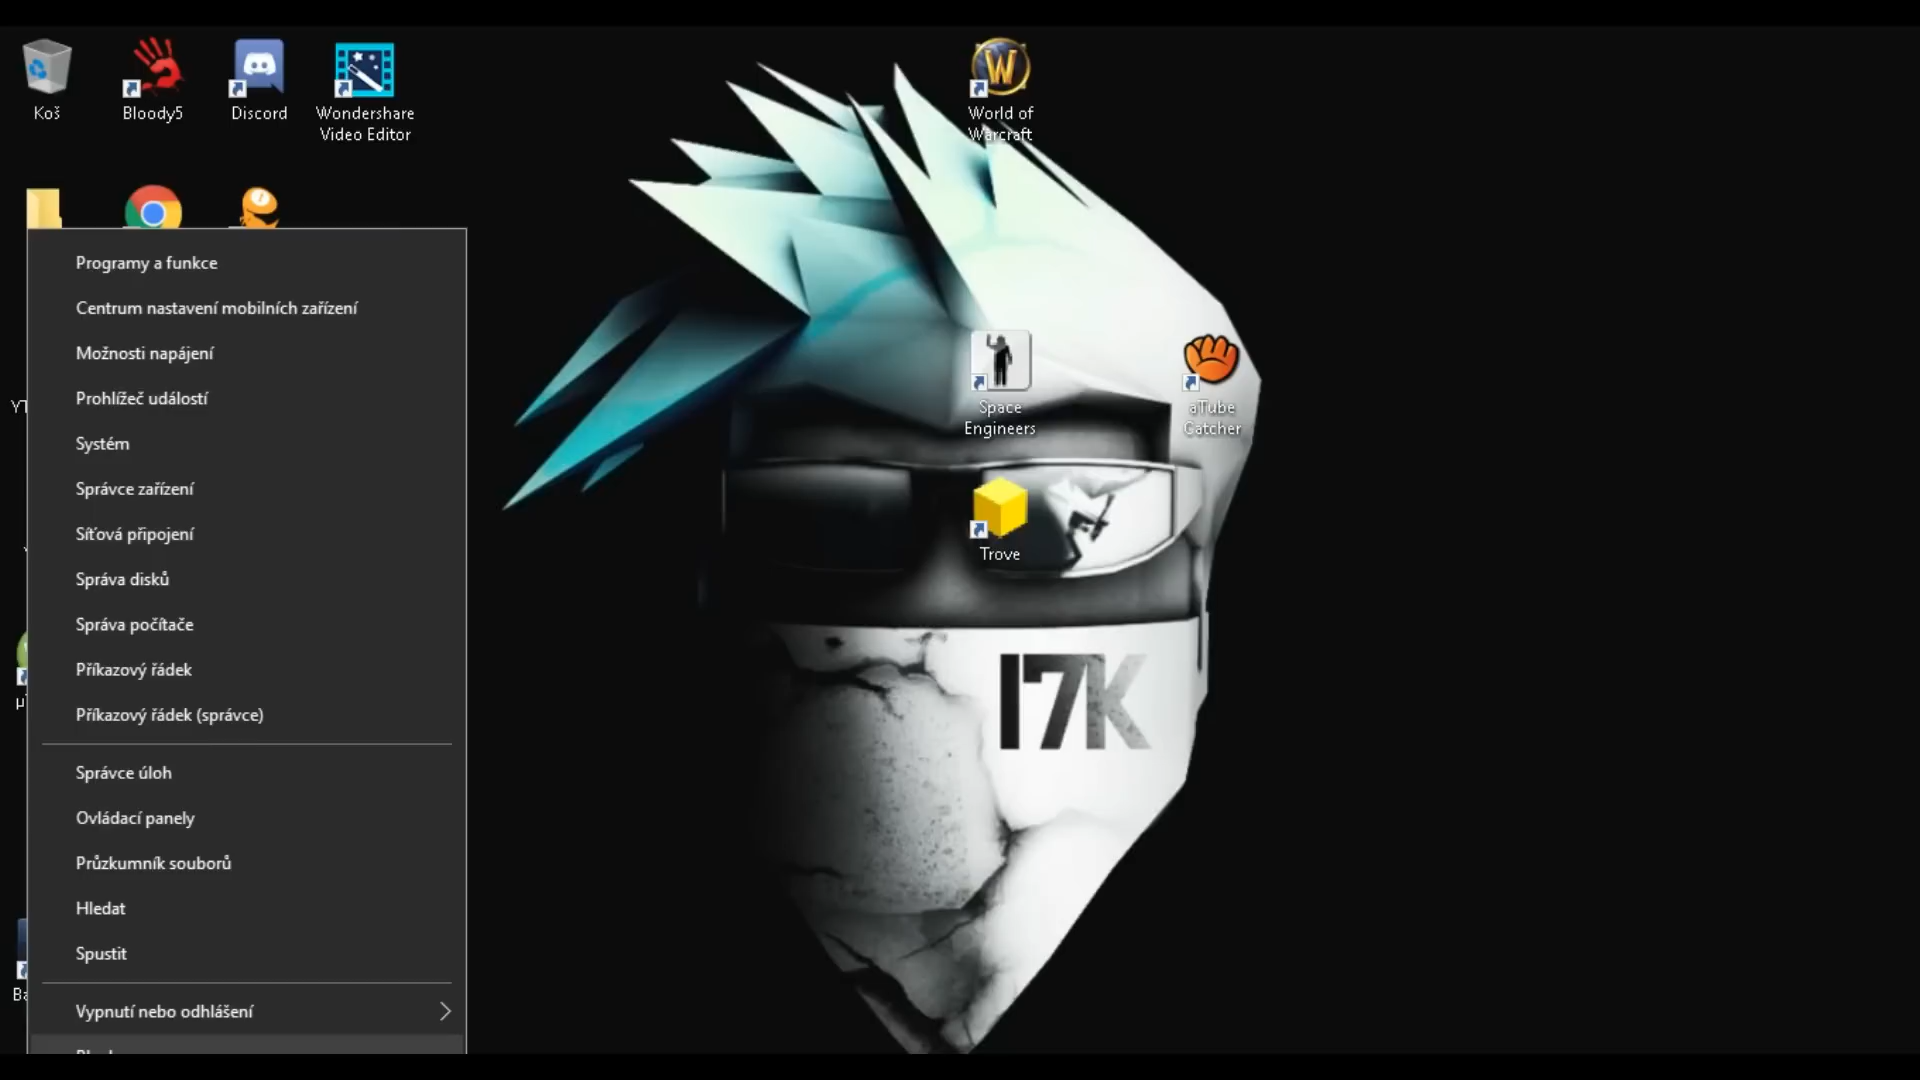 Koš
Bloody5
Discord
Wondershare
Video Editor
World of
Warcraft
Programy a funkce
Centrum nastavení mobilních zařízení
Možnosti napájení
Prohlížeč událostí
Systém
Správce zařízení
Síťová připojení
Správa disků
Správa počítače
Příkazový řádek
Příkazový řádek (správce)
Správce úloh
Ovládací panely
Průzkumník souborů
Hledat
Spustit
Vypnutí nebo odhlášení
Space
Engineers
aTube
Catcher
Trove
I7K